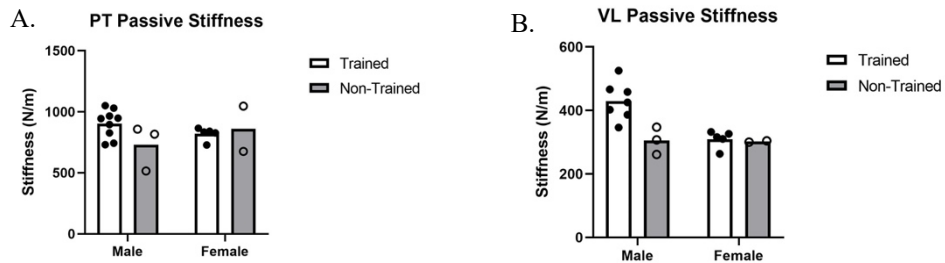 A.
PT Passive Stiffness
1500
1000
500
0
Stiffness (N/m)
Male
Female
Trained
Non-Trained
B.
VL Passive Stiffness
600
400
200
0
Stiffness (N/m)
Male
Female
Trained
Non-Trained